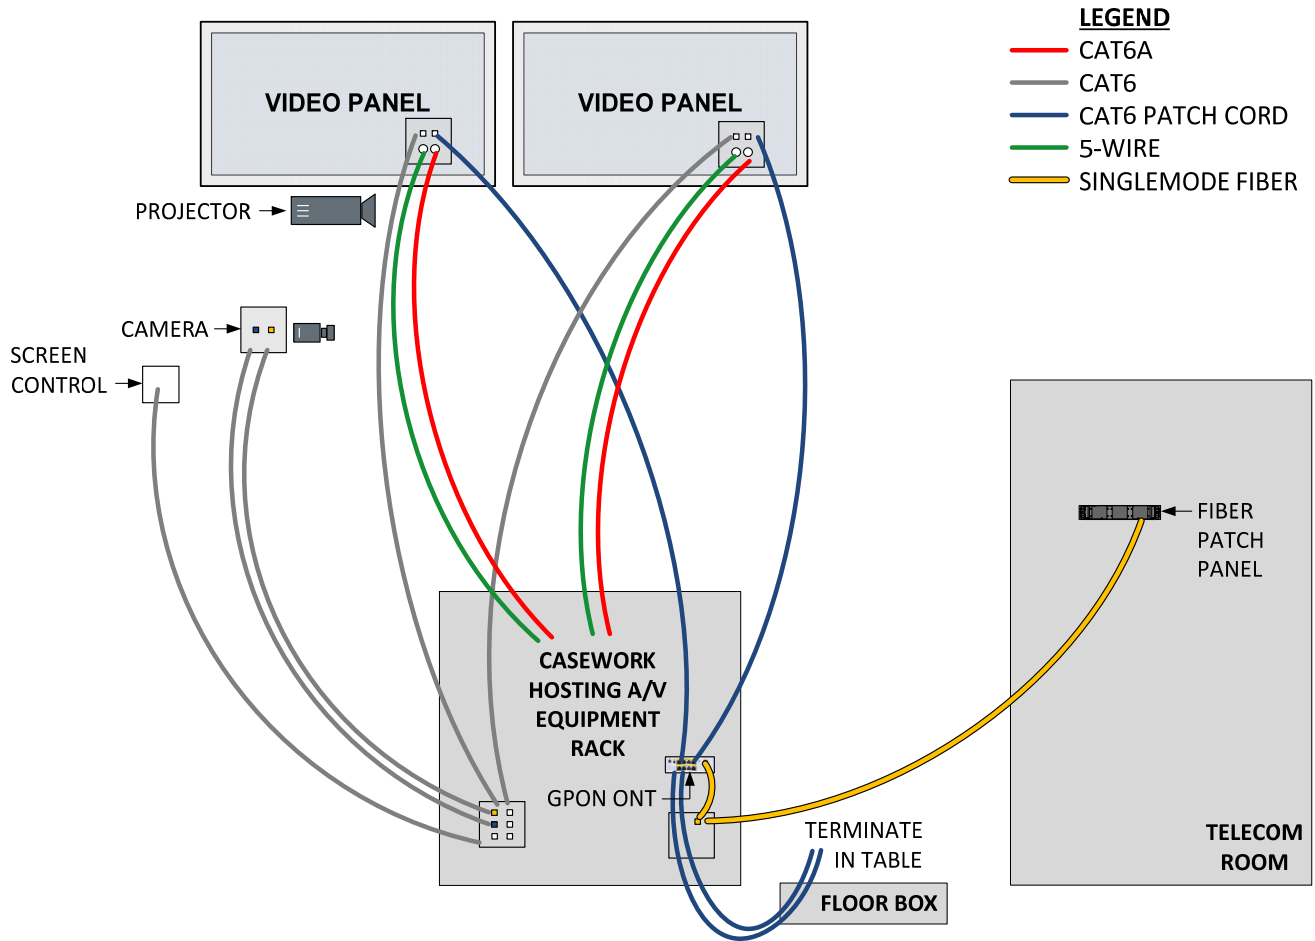 LEGEND
CAT6A
CAT6
CAT6 PATCH CORD
5-WIRE
SINGLEMODE FIBER
VIDEO PANEL
VIDEO PANEL
PROJECTOR
CAMERA
SCREEN
CONTROL
FIBER
PATCH
PANEL
CASEWORK
HOSTING A/V
EQUIPMENT
RACK
GPON ONT
TERMINATE
IN TABLE
FLOOR BOX
TELECOM
ROOM